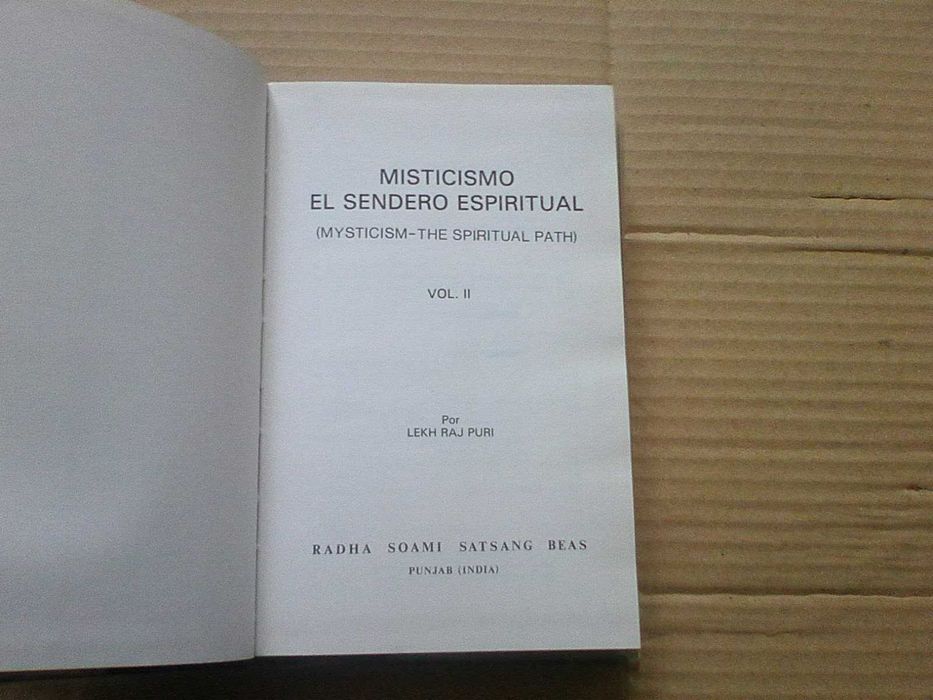 MISTICISMO
EL SENDERO ESPIRITUAL
(MYSTICISM-THE SPIRITUAL PATH)
VOL. II
Por
LEKH RAJ PURI
RADHA SOAMI SATSANG BEAS
PUNJAB (INDIA)